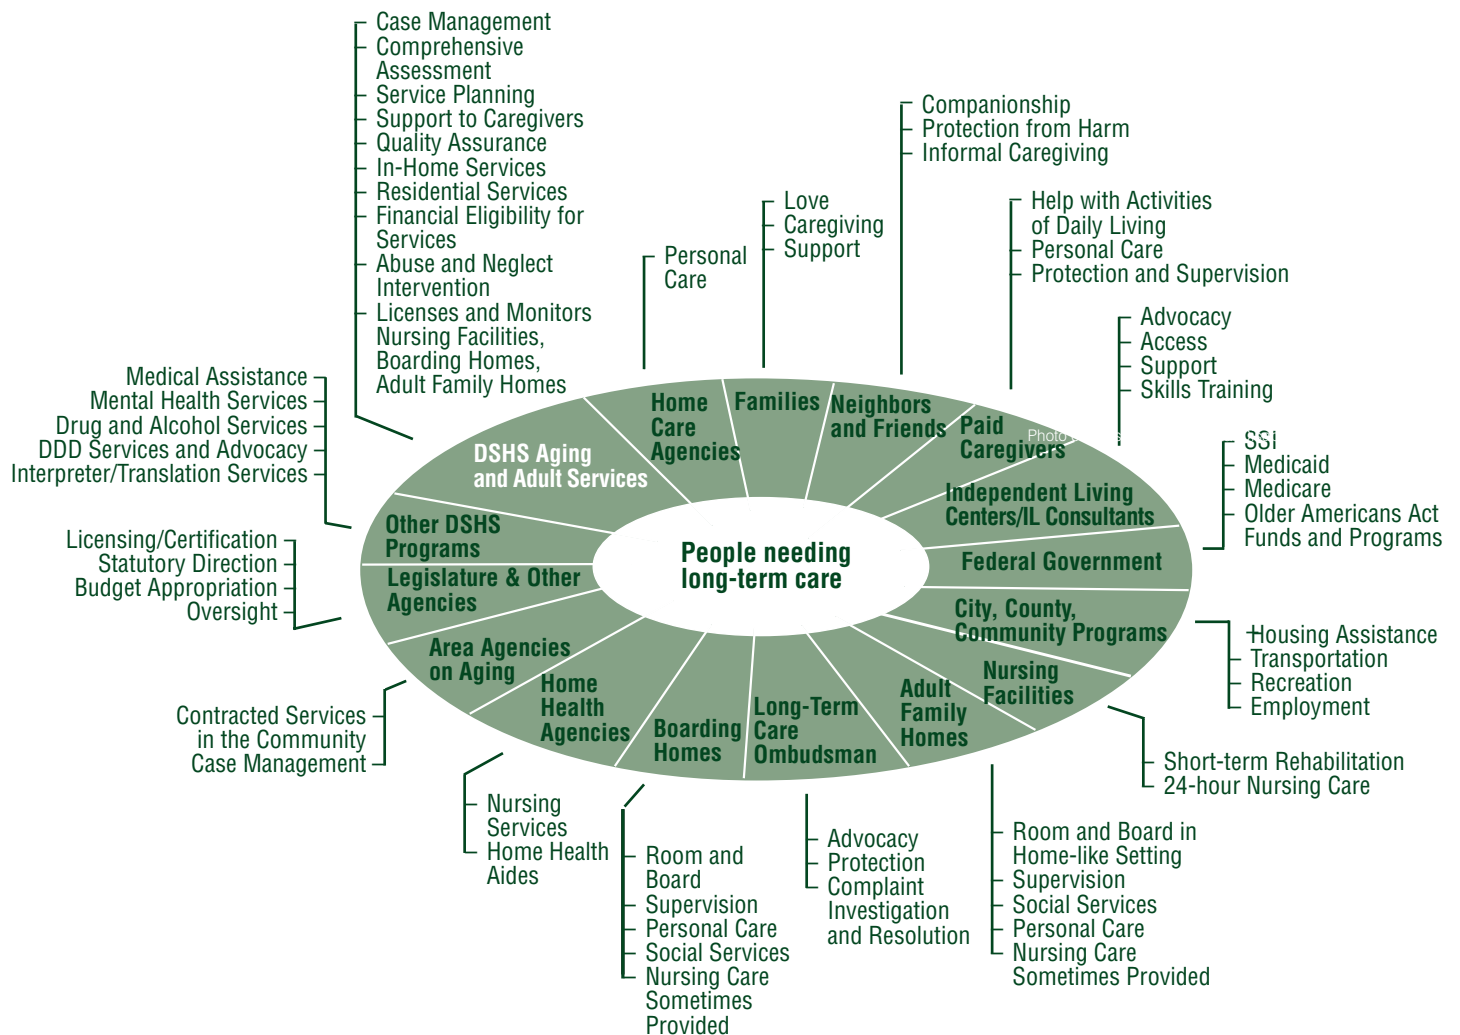 Case Management
Comprehensive
Assessment
Service Planning
Support to Caregivers
Quality Assurance
In-Home Services
Residential Services
Financial Eligibility for
Services
Abuse and Neglect
Intervention
Licenses and Monitors
Nursing Facilities,
Boarding Homes,
Adult Family Homes
Personal
Care
Love
Caregiving
Support
Companionship
Protection from Harm
Informal Caregiving
Help with Activities
of Daily Living
Personal Care
Protection and Supervision
Advocacy
Access
Support
Skills Training
SSI
Medicaid
Medicare
Older Americans Act
Funds and Programs
Medical Assistance
Mental Health Services
Drug and Alcohol Services
DDD Services and Advocacy
Interpreter/Translation Services
Licensing/Certification
Statutory Direction
Budget Appropriation
Oversight
DSHS Aging
and Adult Services
Home
Care
Agencies
Families
Neighbors
and Friends
Paid
Caregivers
Photo
Independent Living
Centers/IL Consultants
Federal Government
City, County,
Community Programs
Nursing
Facilities
Adult
Family
Homes
Long-Term
Care
Ombudsman
Boarding
Homes
Home
Health
Agencies
Area Agencies
on Aging
Legislature & Other
Agencies
Other DSHS
Programs
People needing
long-term care
Housing Assistance
Transportation
Recreation
Employment
Short-term Rehabilitation
24-hour Nursing Care
Contracted Services
in the Community
Case Management
Nursing
Services
Home Health
Aides
Room and
Board
Supervision
Personal Care
Social Services
Nursing Care
Sometimes
Provided
Advocacy
Protection
Complaint
Investigation
and Resolution
Room and Board in
Home-like Setting
Supervision
Social Services
Personal Care
Nursing Care
Sometimes Provided